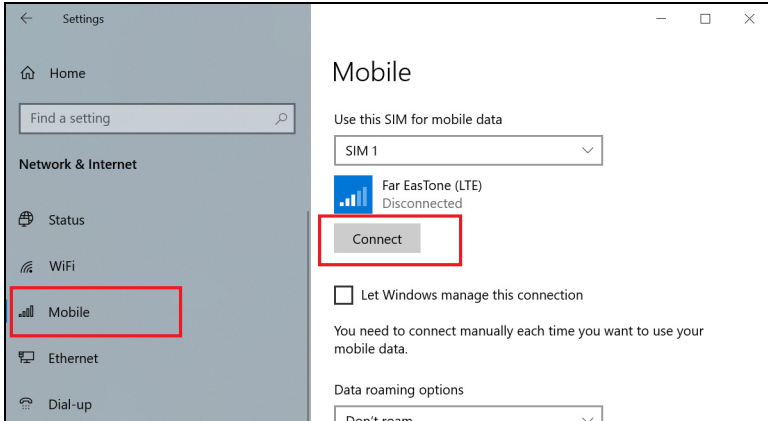 Settings
Home
Find a setting
Network & Internet
Status
WiFi
Mobile
Ethernet
Dial-up
Mobile
Use this SIM for mobile data
SIM 1
Far EasTone (LTE)
Disconnected
Connect
Let Windows manage this connection
You need to connect manually each time you want to use your
mobile data.
Data roaming options
Don't roam